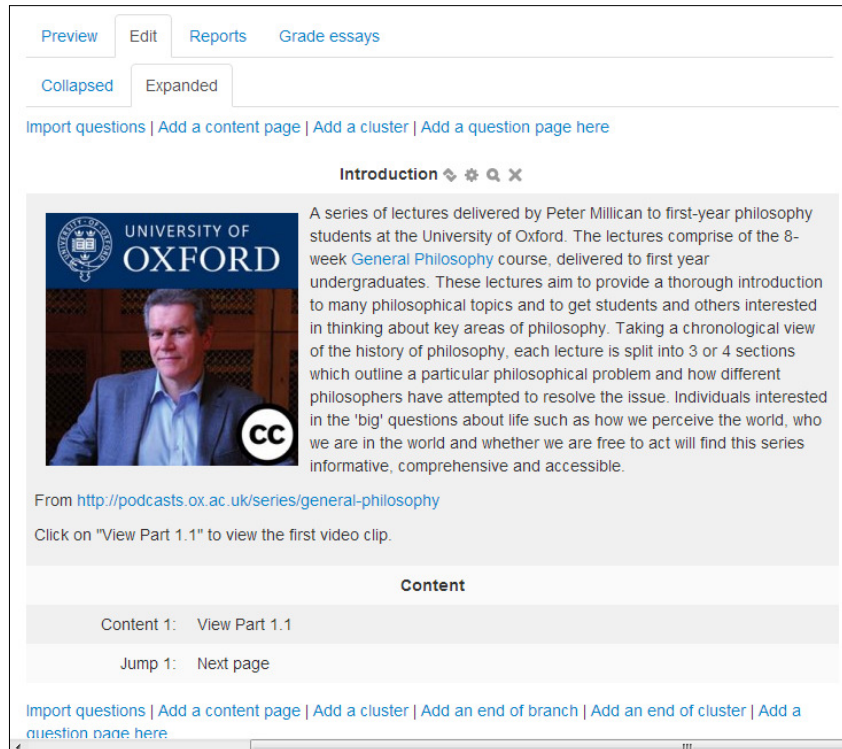 Preview Edit Reports Grade essays
Collapsed Expanded
Import questions | Add a content page | Add a cluster | Add a question page here
Introduction
UNIVERSITY OF
OXFORD
cc
A series of lectures delivered by Peter Millican to first-year philosophy
students at the University of Oxford. The lectures comprise of the 8-
week General Philosophy course, delivered to first year
undergraduates. These lectures aim to provide a thorough introduction
to many philosophical topics and to get students and others interested
in thinking about key areas of philosophy. Taking a chronological view
of the history of philosophy, each lecture is split into 3 or 4 sections
which outline a particular philosophical problem and how different
philosophers have attempted to resolve the issue. Individuals interested
in the 'big' questions about life such as how we perceive the world, who
we are in the world and whether we are free to act will find this series
informative, comprehensive and accessible.
From http://podcasts.ox.ac.uk/series/general-philosophy
Click on "View Part 1.1" to view the first video clip.
Content
Content 1: View Part 1.1
Jump 1: Next page
Import questions | Add a content page | Add a cluster | Add an end of branch | Add an end of cluster | Add a
question page here